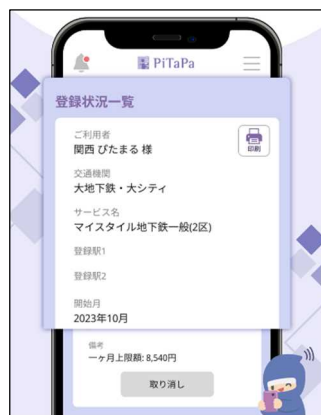 PiTaPa
登録状況一覧
ご利用者
関西 ぴたまる 様
印刷
交通機関
大地下鉄・大シティ
サービス名
マイスタイル地下鉄一般(2区)
登録駅1
登録駅2
開始月
2023年10月
備考
一ヶ月上限額: 8,540円
取り消し